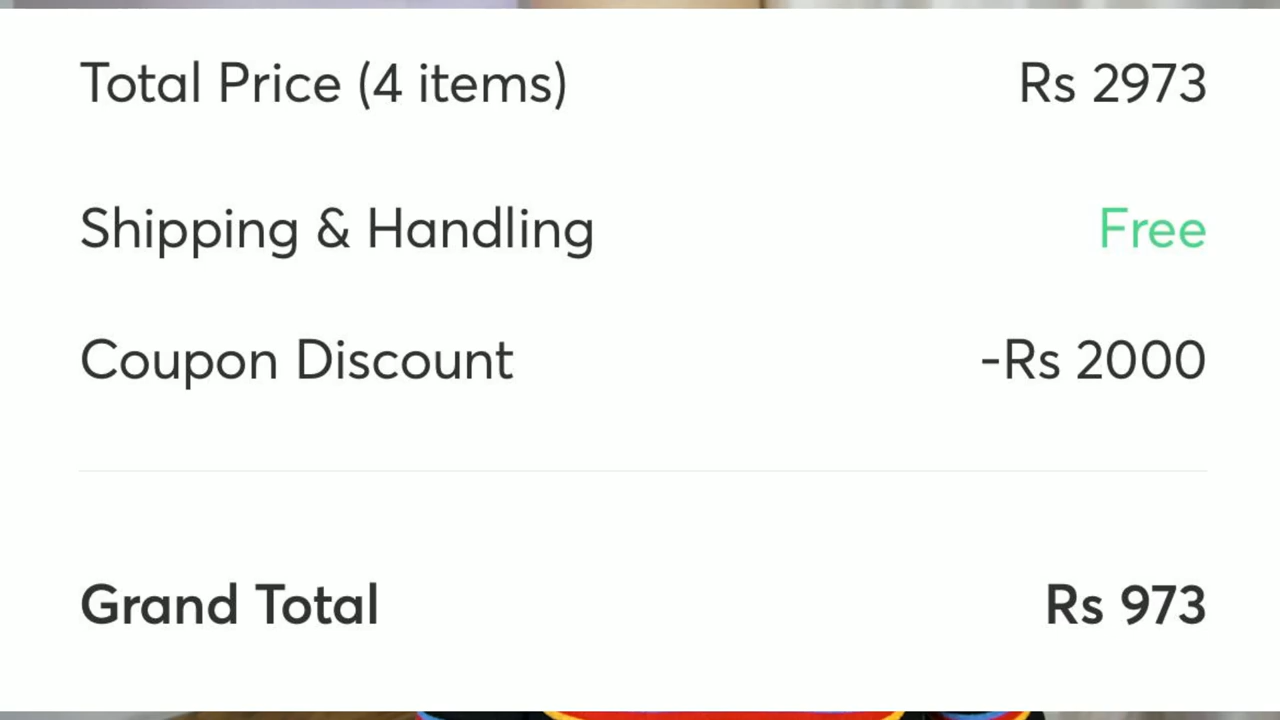 Total Price (4 items) Rs 2973
Shipping & Handling Free
Coupon Discount -Rs 2000
Grand Total Rs 973